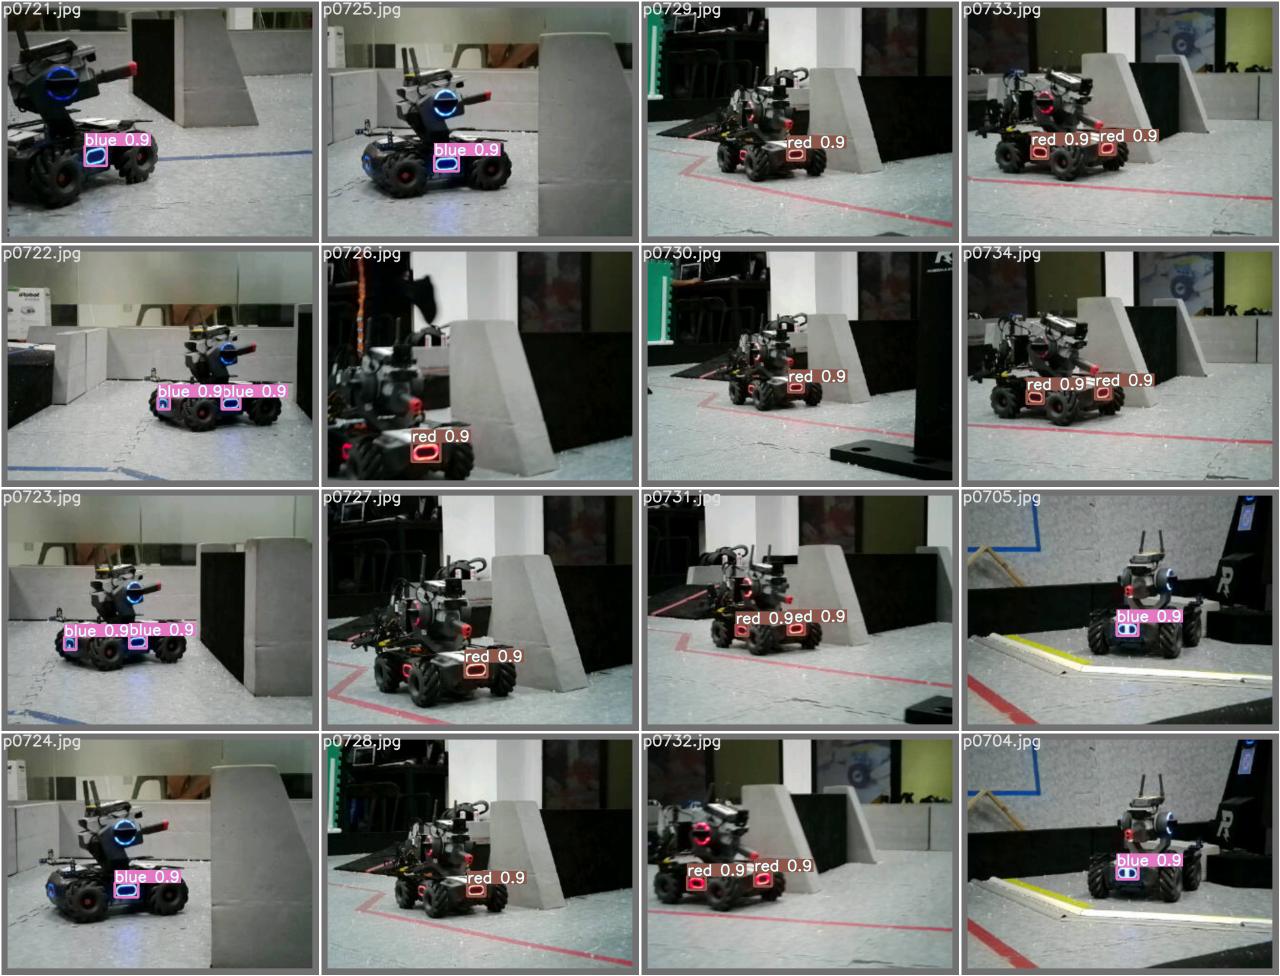 p0721.jpg
blue 0.9
p0725.jpg
blue 0.9
p0729.jpg
red 0.9
p0733.jpg
red 0.9 red 0.9
p0722.jpg
iRobot
blue 0.9 blue 0.9
p0726.jpg
red 0.9
p0730.jpg
R
red 0.9
p0734.jpg
red 0.9 red 0.9
p0723.jpg
blue 0.9 blue 0.9
p0727.jpg
red 0.9
p0731.jpg
red 0.9 ed 0.9
p0705.jpg
R
blue 0.9
p0724.jpg
blue 0.9
p0728.jpg
red 0.9
p0732.jpg
red 0.9 red 0.9
p0704.jpg
R
blue 0.9